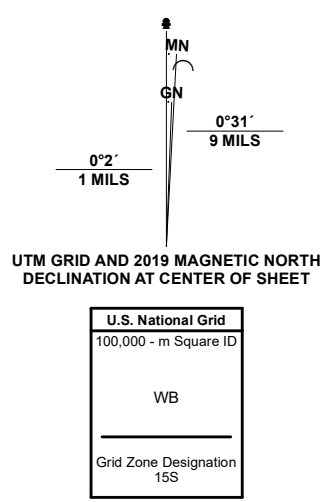 MN
GN
0°31´
9 MILS
0°2´
1 MILS
UTM GRID AND 2019 MAGNETIC NORTH
DECLINATION AT CENTER OF SHEET
U.S. National Grid
100,000 - m Square ID
WB
Grid Zone Designation
15S